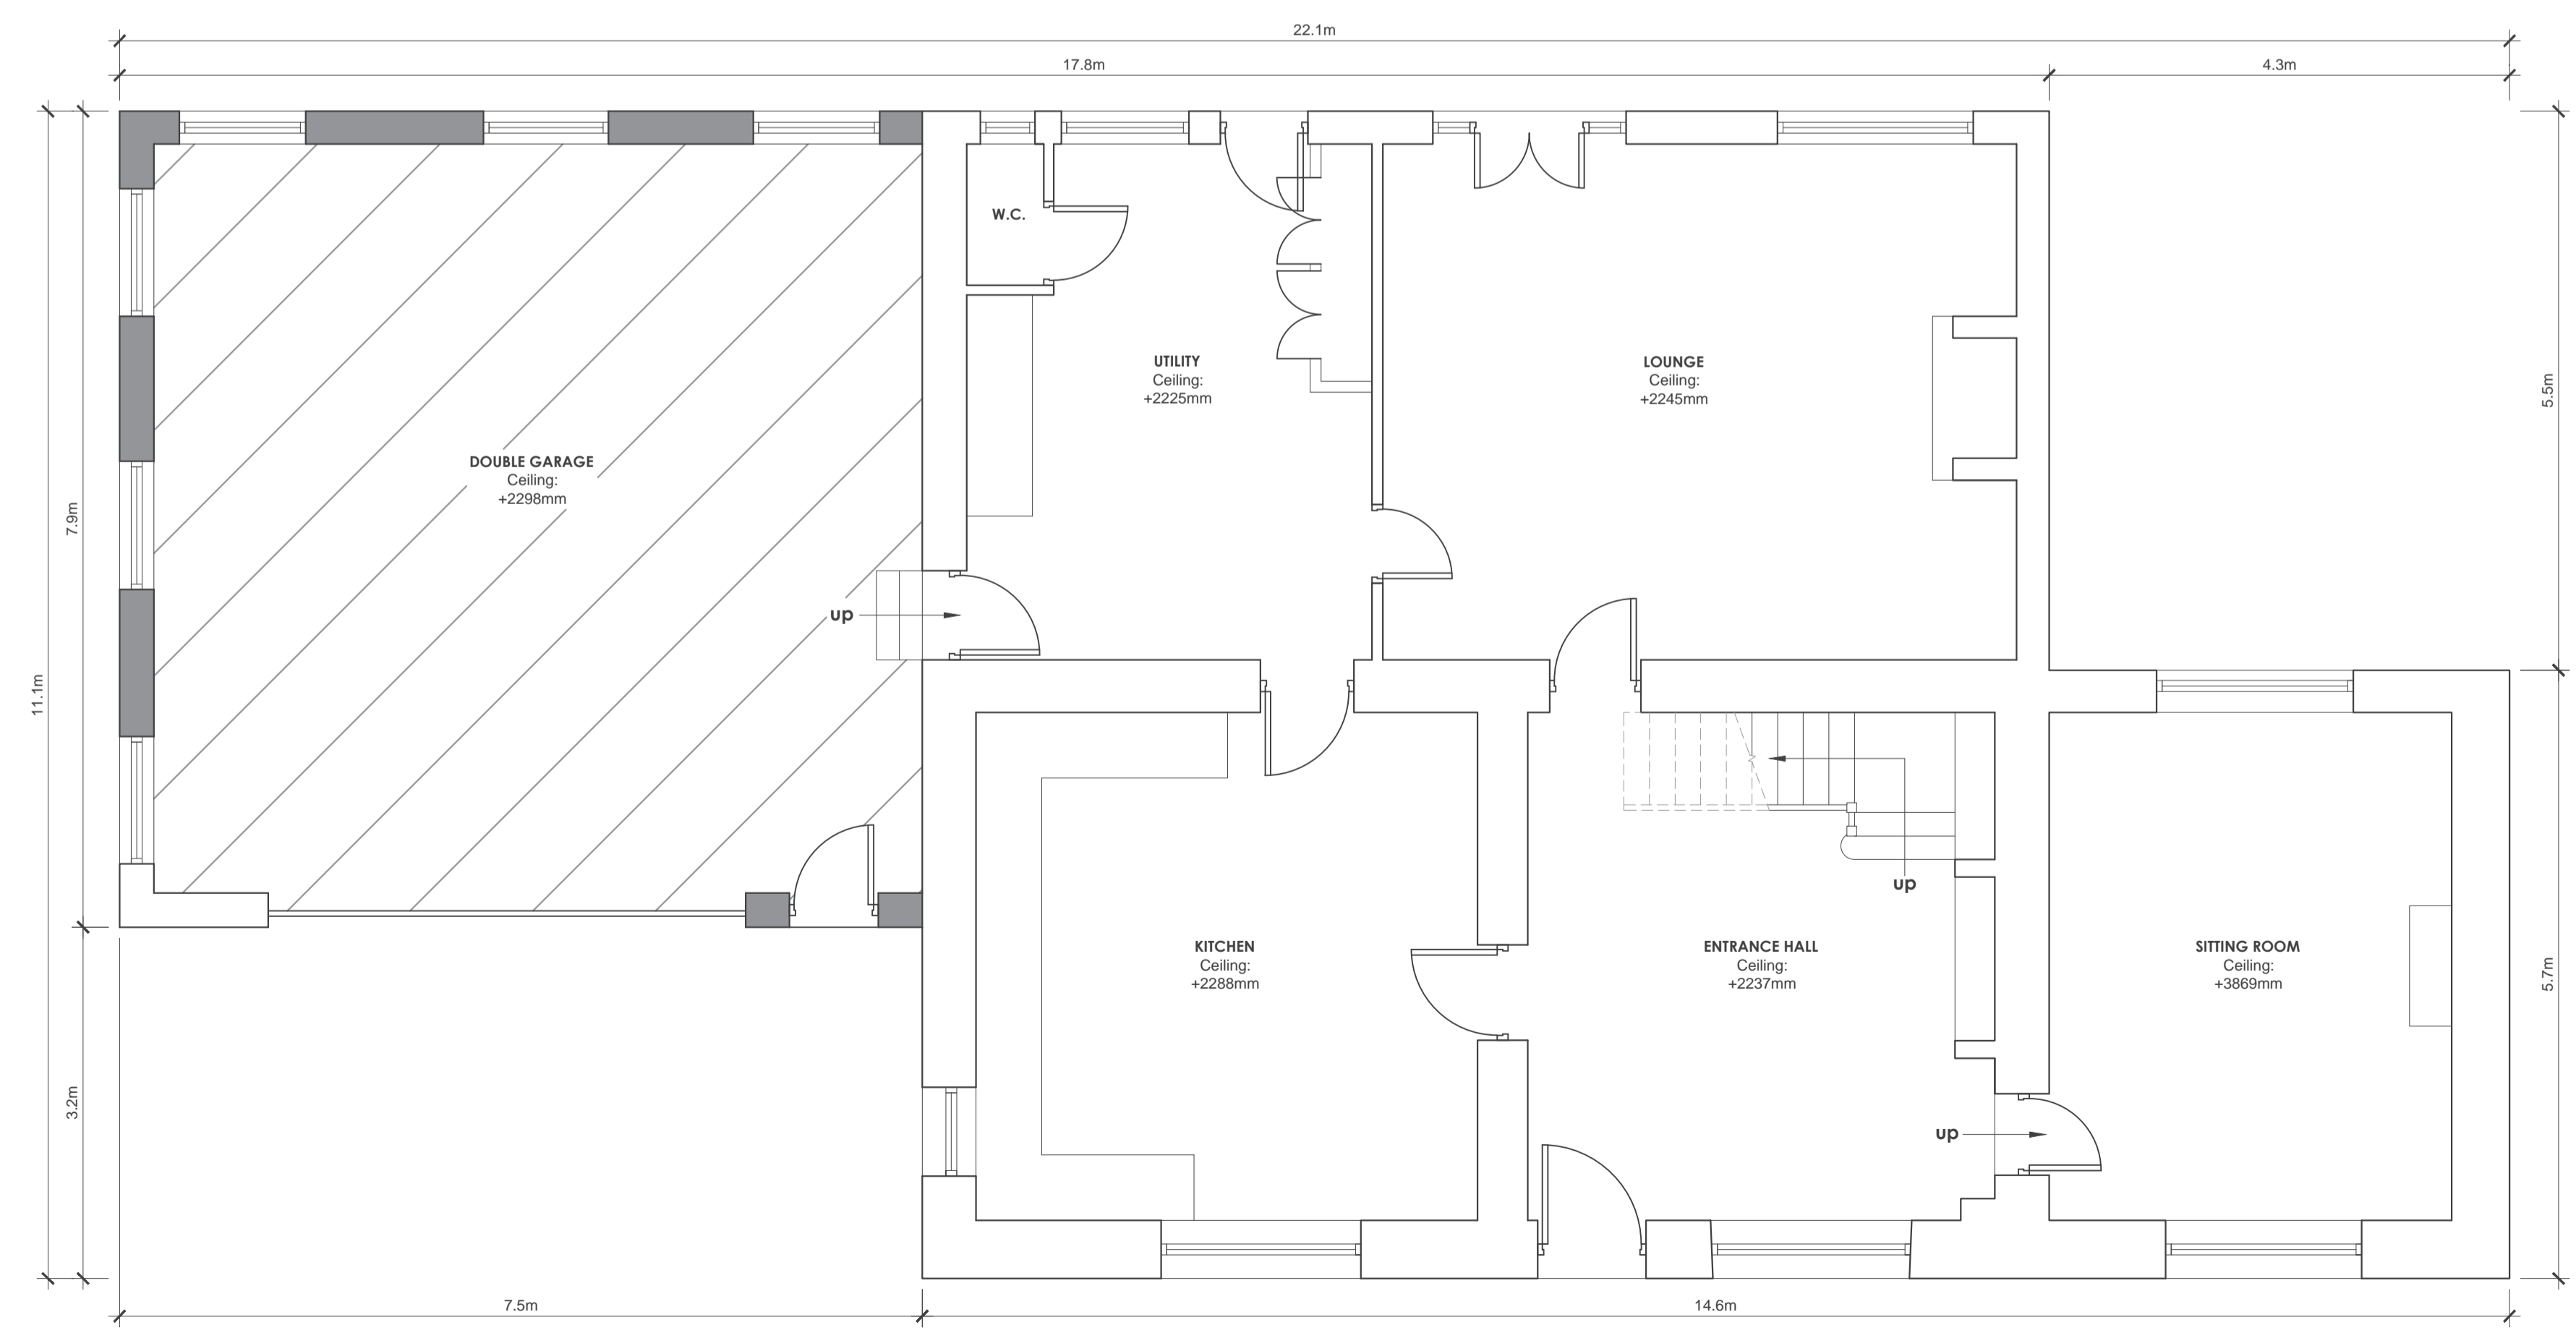 22.1m
17.8m
4.3m
W.C.
UTILITY
Ceiling:
+2225mm
LOUNGE
Ceiling:
+2245mm
5.5m
DOUBLE GARAGE
Ceiling:
+2298mm
7.9m
up
11.1m
up
KITCHEN
Ceiling:
+2288mm
ENTRANCE HALL
Ceiling:
+2237mm
SITTING ROOM
Ceiling:
+3869mm
5.7m
3.2m
up
7.5m
14.6m